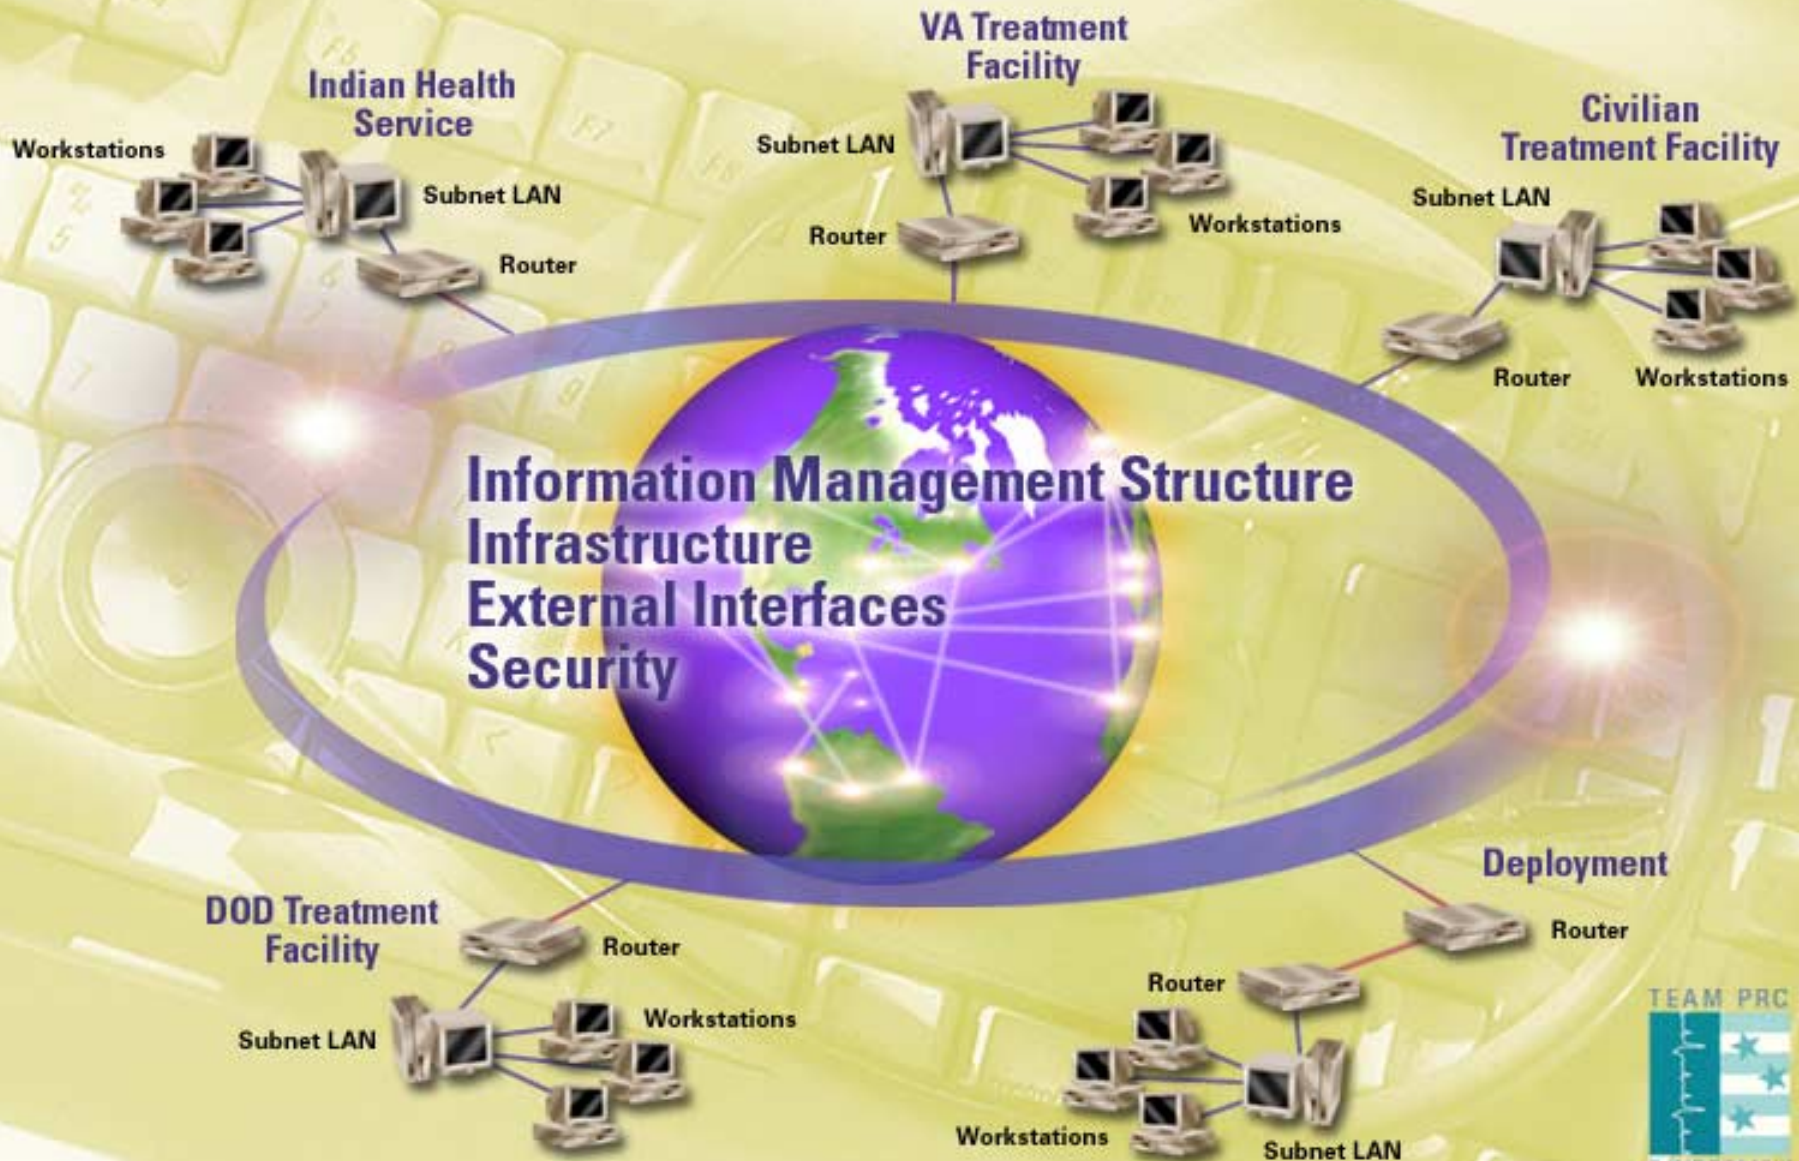 VA Treatment
Facility
Indian Health
Service
Civilian
Treatment Facility
Workstations
Subnet LAN
Router
Subnet LAN
Router
Workstations
Subnet LAN
Router
Workstations
Information Management Structure
Infrastructure
External Interfaces
Security
DOD Treatment
Facility
Router
Subnet LAN
Workstations
Deployment
Router
Router
Workstations
Subnet LAN
TEAM PRC